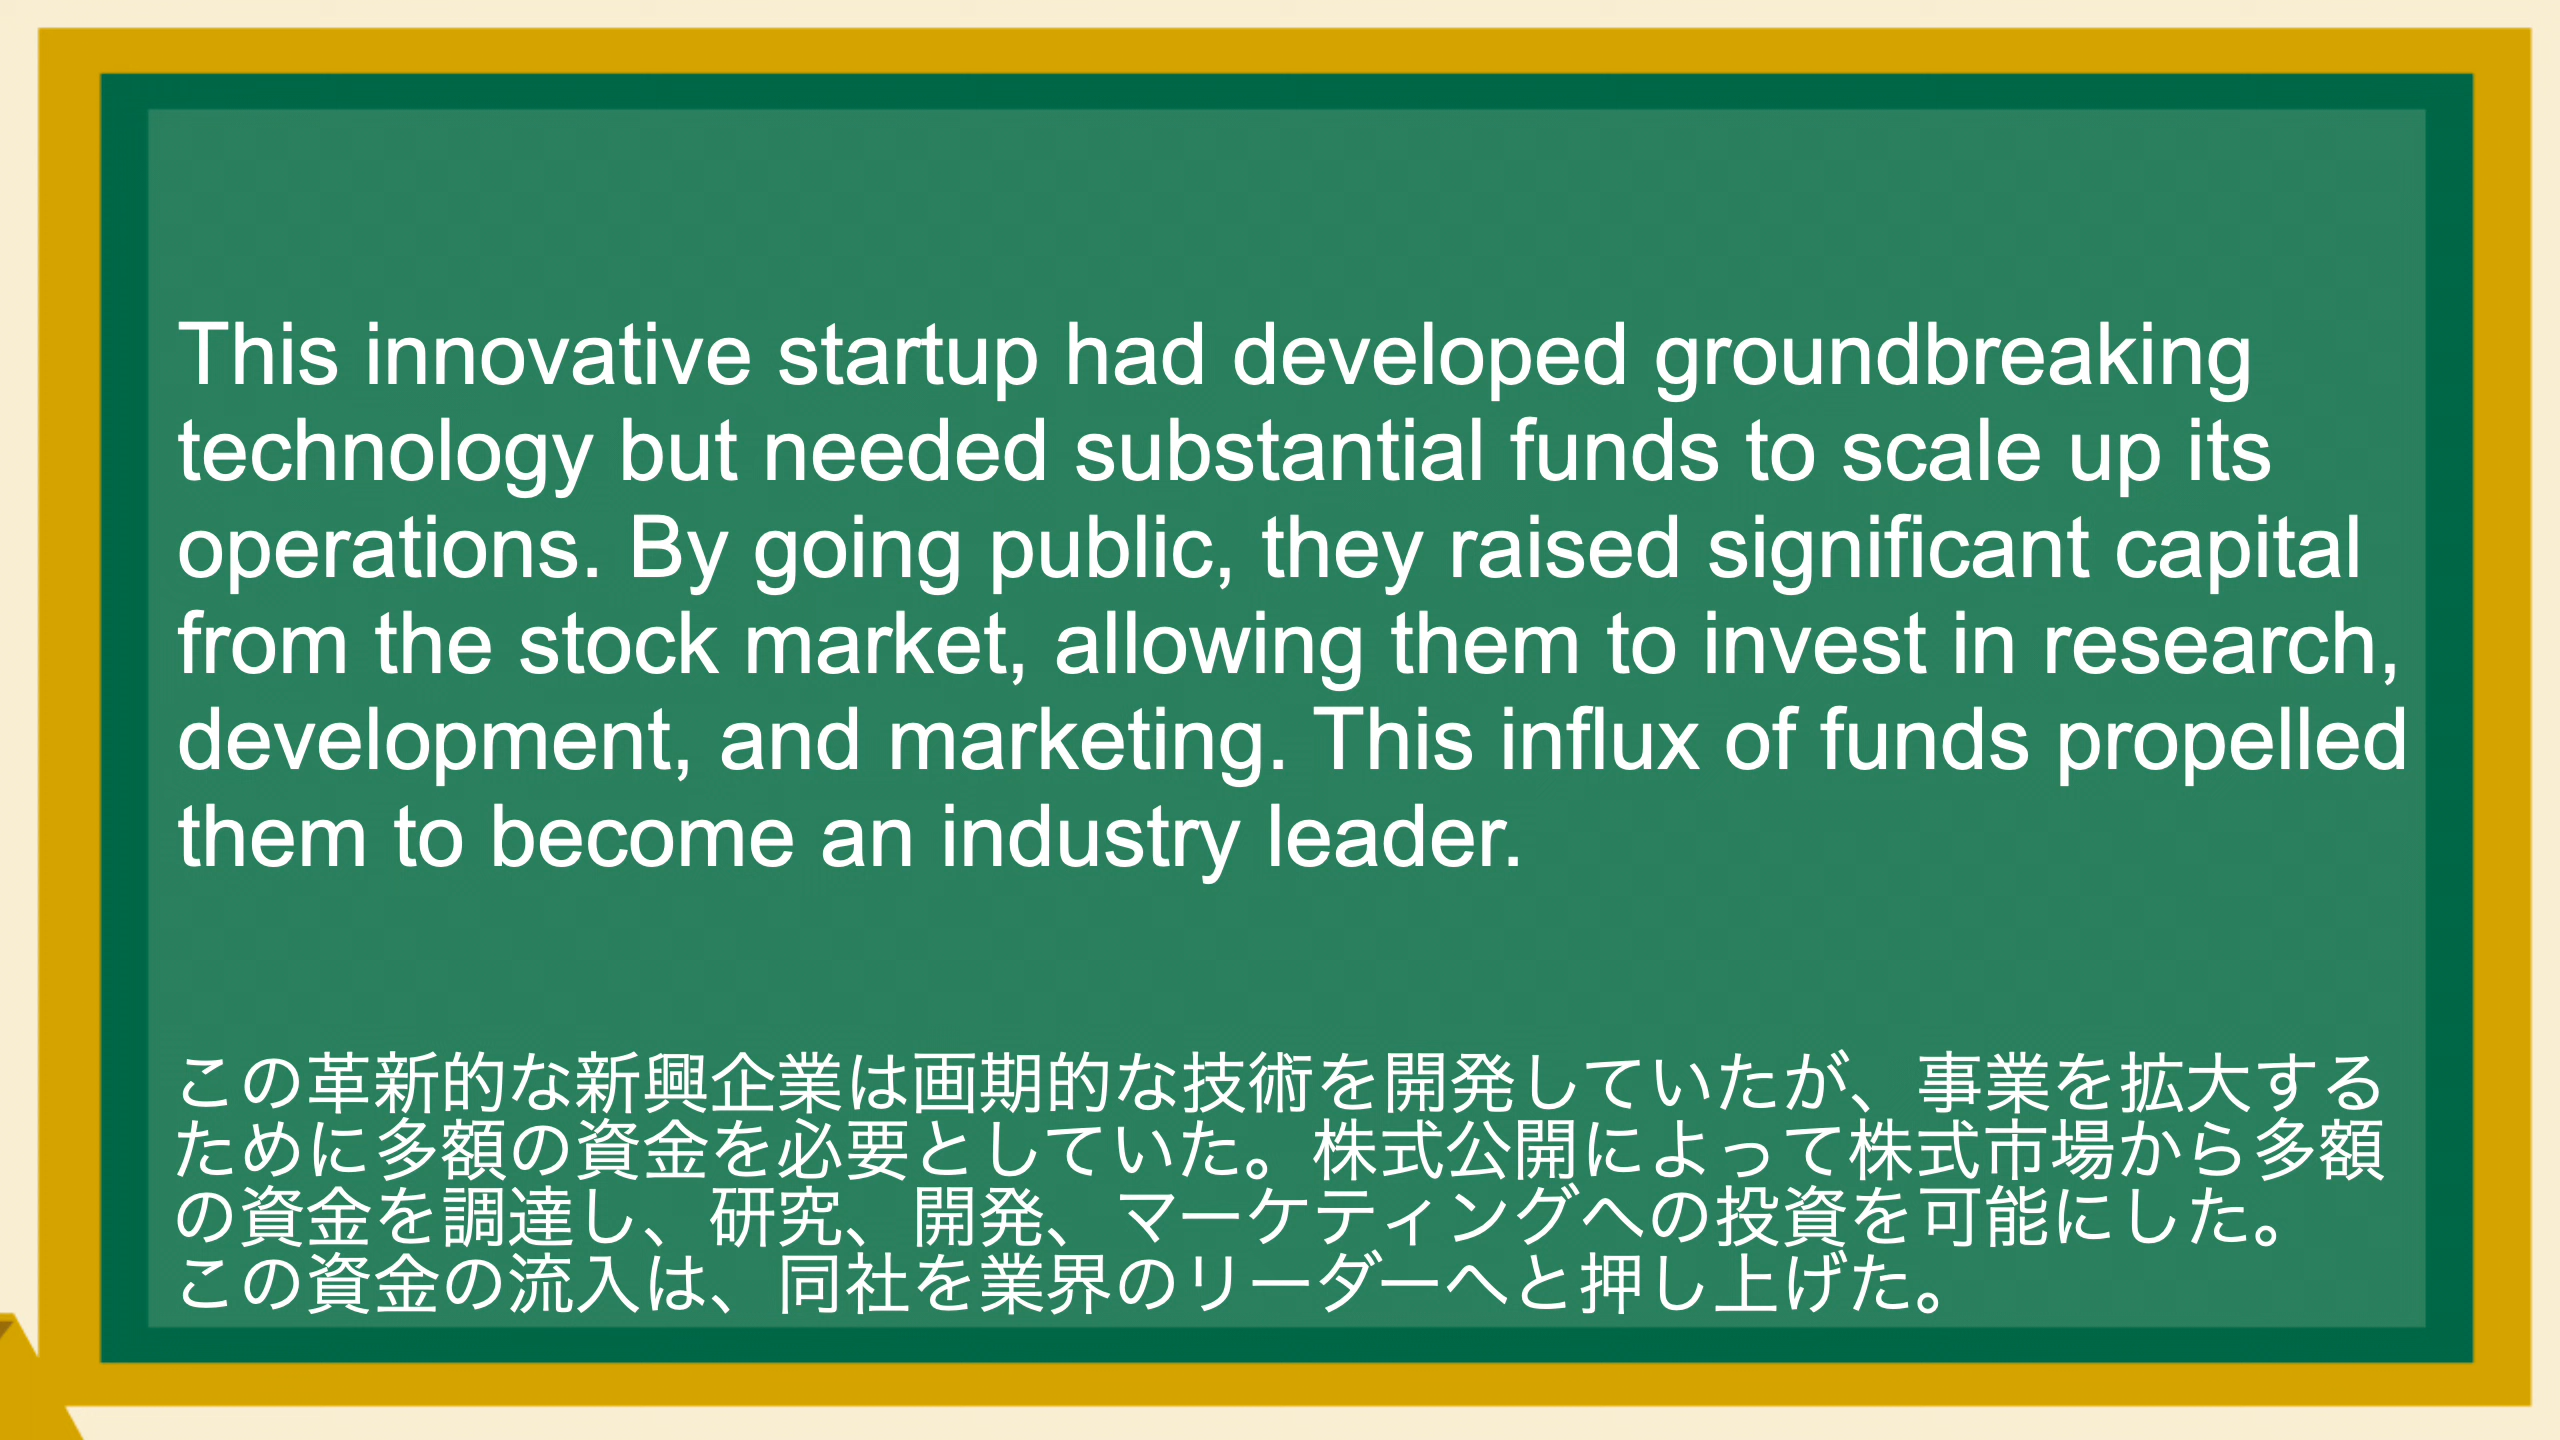 This innovative startup had developed groundbreaking
technology but needed substantial funds to scale up its
operations. By going public, they raised significant capital
from the stock market, allowing them to invest in research,
development, and marketing. This influx of funds propelled
them to become an industry leader.
この革新的な新興企業は画期的な技術を開発していたが、事業を拡大する
ために多額の資金を必要としていた。株式公開によって株式市場から多額
の資金を調達し、研究、開発、マーケティングへの投資を可能にした。
この資金の流入は、同社を業界のリーダーへと押し上げた。